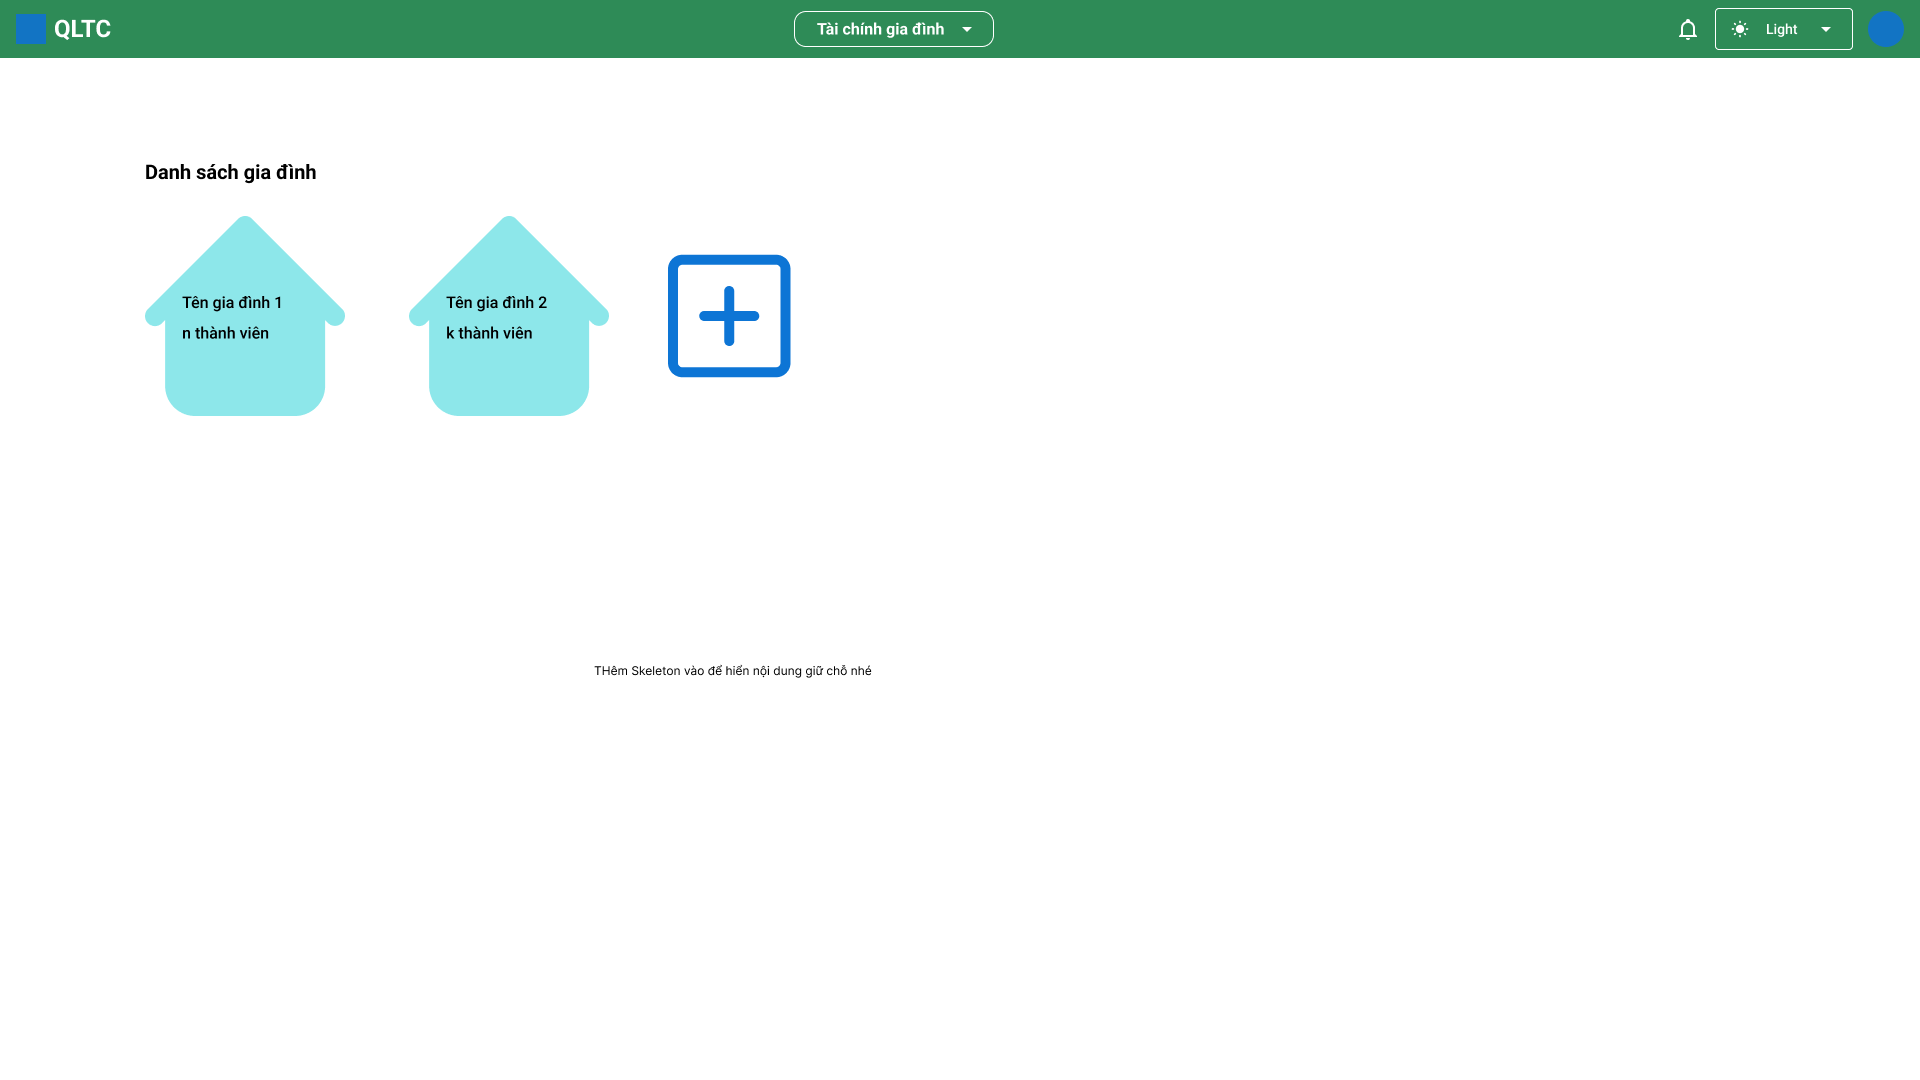 QLTC
Tài chính gia đình
Light
Danh sách gia đình
Tên gia đình 1
n thành viên
Tên gia đình 2
k thành viên
THêm Skeleton vào để hiển nội dung giữ chỗ nhé